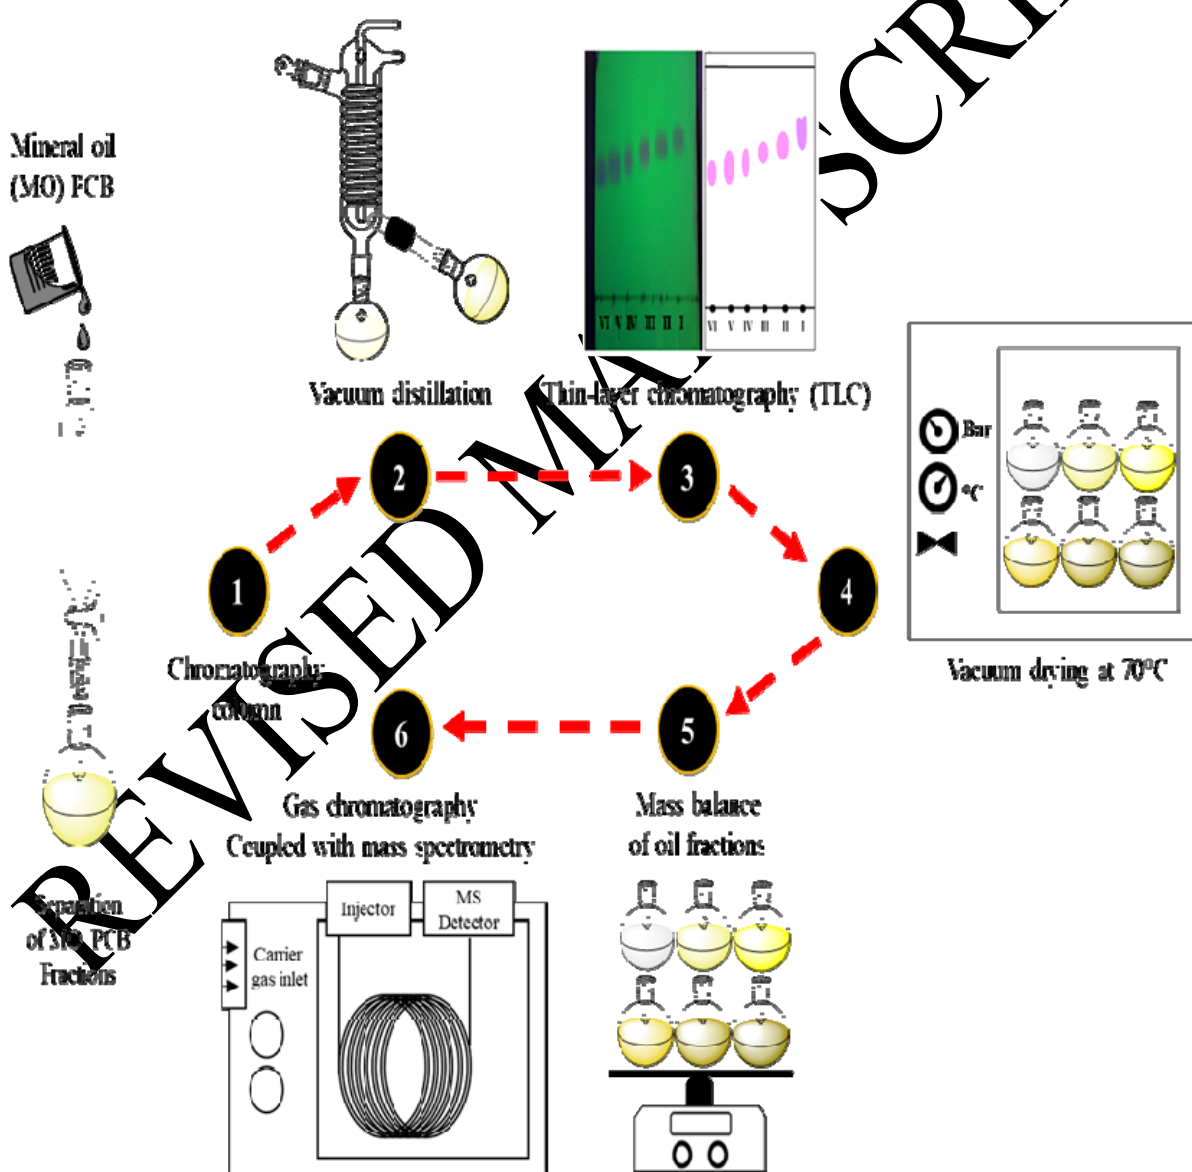 Mineral oil
(MO) PCB
Vacuum distillation
VI V IV III II I
VI V IV III II I
Thin-layer chromatography (TLC)
Bar
°C
Vacuum drying at 70°C
1
2
3
4
5
6
Chromatography
column
Separation
of MO PCB
Fractions
Gas chromatography
Coupled with mass spectrometry
Injector
MS
Detector
Carrier
gas inlet
Mass balance
of oil fractions
REVISED MANUSCRIPT